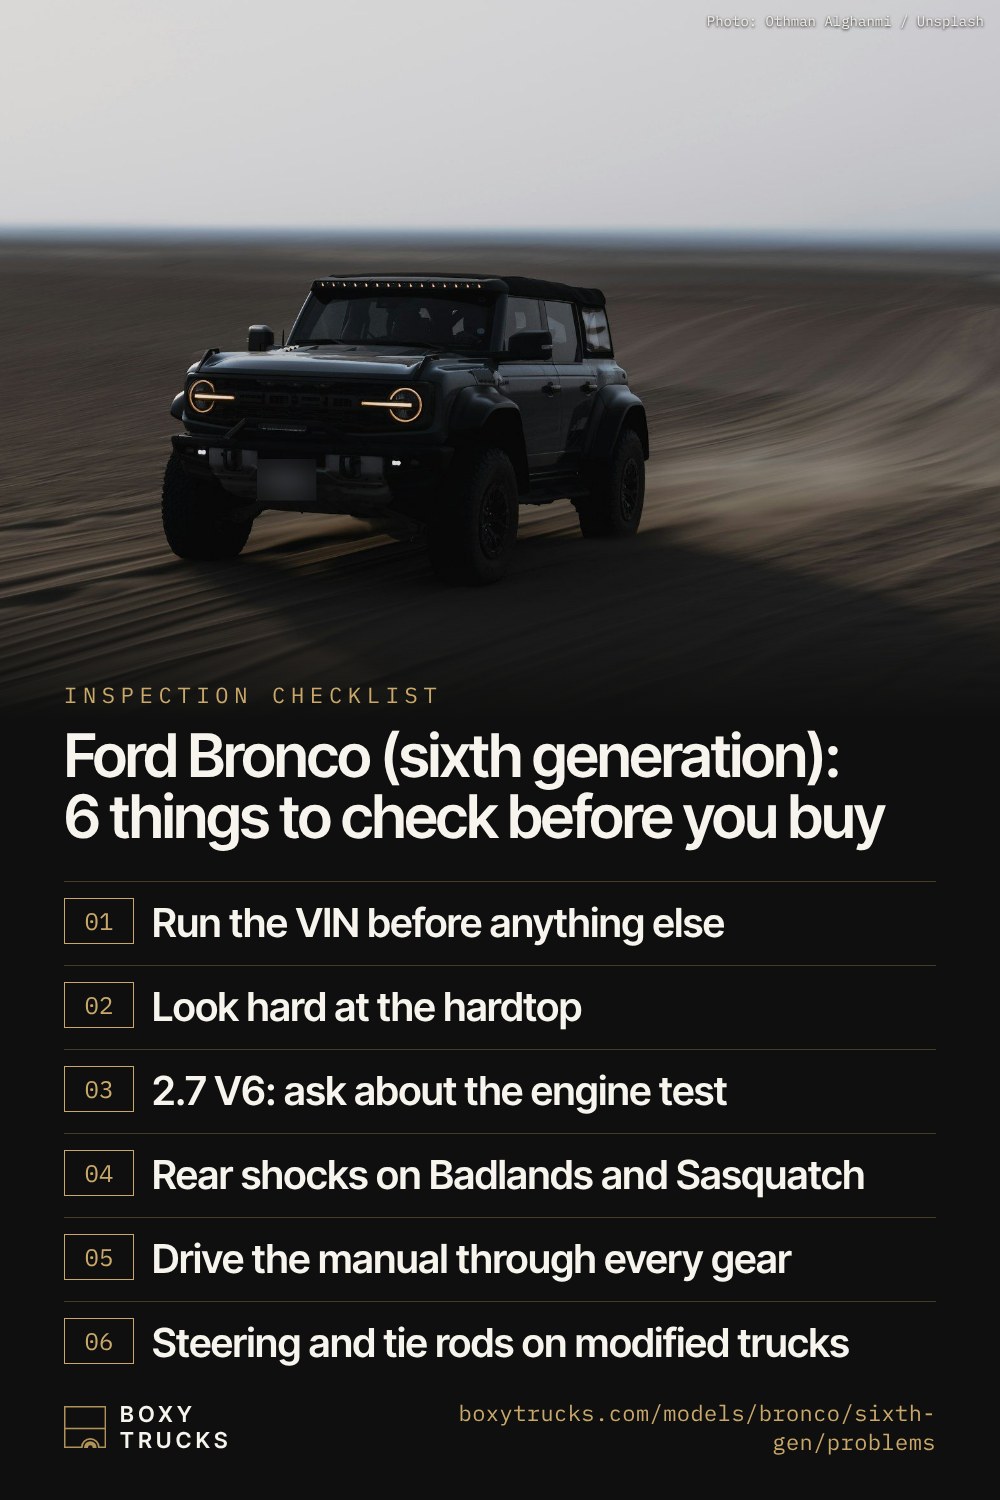 Photo: Othman Alghanmi / Unsplash
INSPECTION CHECKLIST
Ford Bronco (sixth generation):
6 things to check before you buy
01 Run the VIN before anything else
02 Look hard at the hardtop
03 2.7 V6: ask about the engine test
04 Rear shocks on Badlands and Sasquatch
05 Drive the manual through every gear
06 Steering and tie rods on modified trucks
BOXY
TRUCKS
boxytrucks.com/models/bronco/sixth-
gen/problems